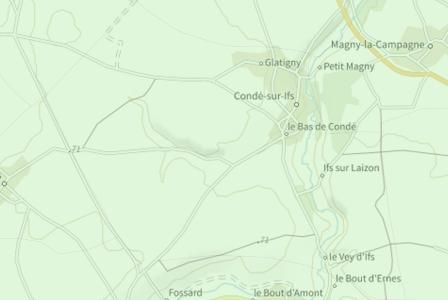 Magny-la-Campagne
Glatigny
Petit Magny
Condé-sur-Ifs
le Bas de Condé
71
Ifs sur Laizon
71
le Vey d'Ifs
le Bout d'Ernes
Fossard
le Bout d'Amont